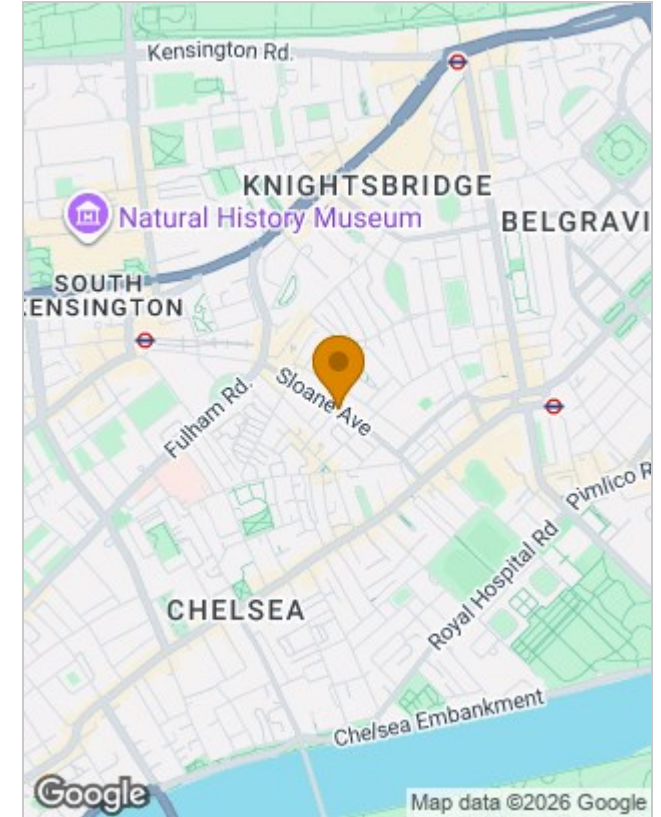 Kensington Rd.
KNIGHTSBRIDGE
Natural History Museum
BELGRAVI
SOUTH
KENSINGTON
Sloane Ave
Fulham Rd.
Pimlico R
Royal Hospital Rd
CHELSEA
Chelsea Embankment
Google
Map data ©2026 Google